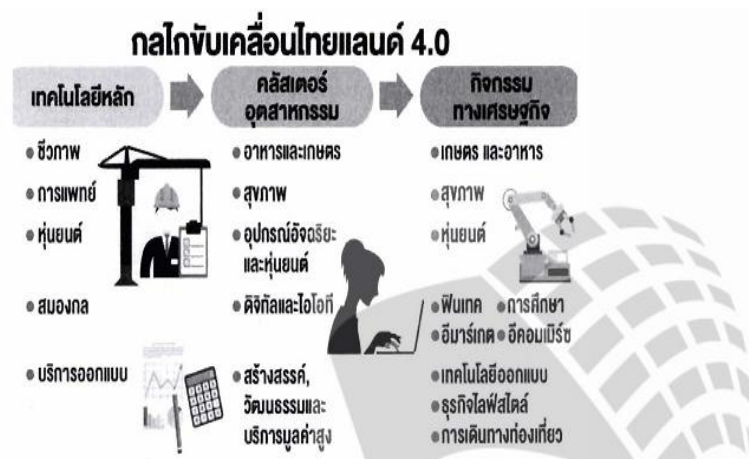 กลไกขับเคลื่อนไทยแลนด์ 4.0
เทคโนโลยีหลัก
• ชีวภาพ
• การแพทย์
• หุ่นยนต์
• สมองกล
• บริการออกแบบ
คลัสเตอร์
อุตสาหกรรม
• อาหารและเกษตร
• สุขภาพ
• อุปกรณ์อัจฉริยะ
และหุ่นยนต์
• ดิจิทัลและไอโอที
• สร้างสรรค์,
วัฒนธรรมและ
บริการมูลค่าสูง
กิจกรรม
ทางเศรษฐกิจ
• เกษตร และอาหาร
• สุขภาพ
• หุ่นยนต์
• ฟินเทค • การศึกษา
• อีมาร์เกต • อีคอมเมิร์ซ
• เทคโนโลยีออกแบบ
• ธุรกิจไลฟ์สไตล์
• การเดินทางท่องเที่ยว